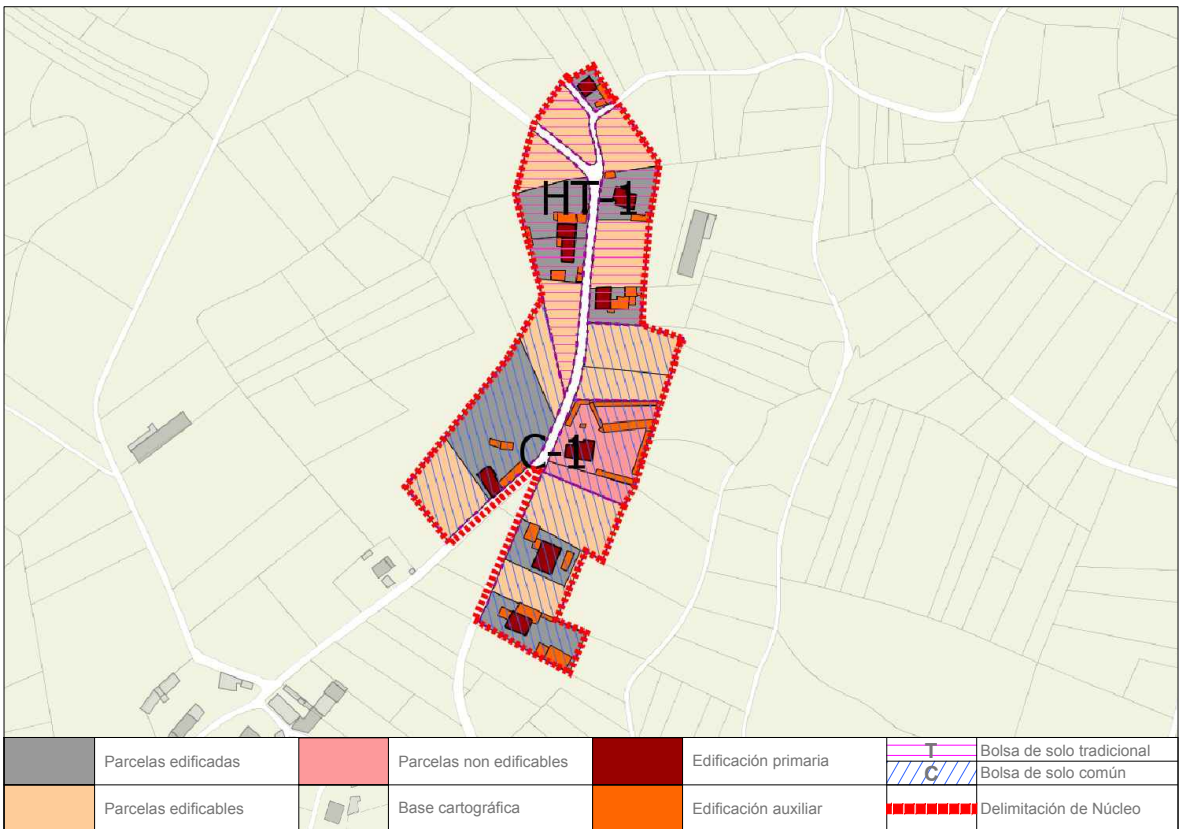 HT-1
C-1
Parcelas edificadas
Parcelas non edificables
Edificación primaria
T
Bolsa de solo tradicional
C
Bolsa de solo común
Parcelas edificables
Base cartográfica
Edificación auxiliar
Delimitación de Núcleo